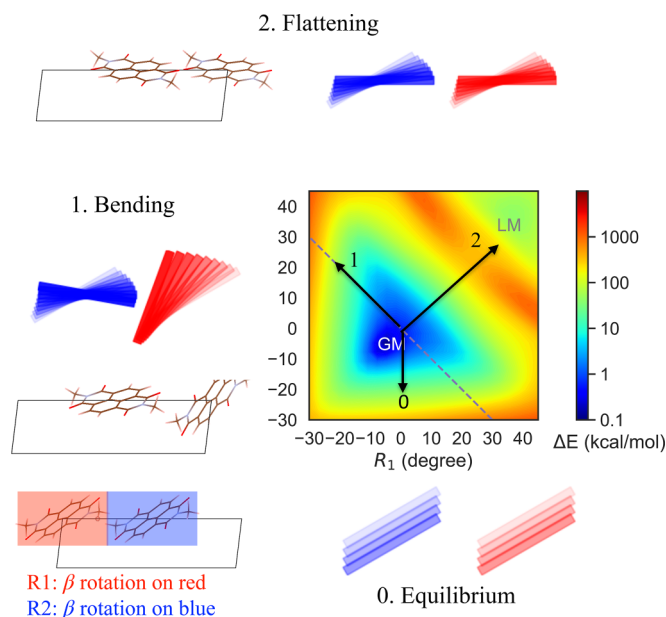 2. Flattening
1. Bending
40
30
20
10
0
−10
−20
−30
−30−20−10 0 10 20 30 40
R₁ (degree)
1
2
LM
GM
0
1000
100
10
1
0.1
ΔE (kcal/mol)
R1: β rotation on red
R2: β rotation on blue
0. Equilibrium